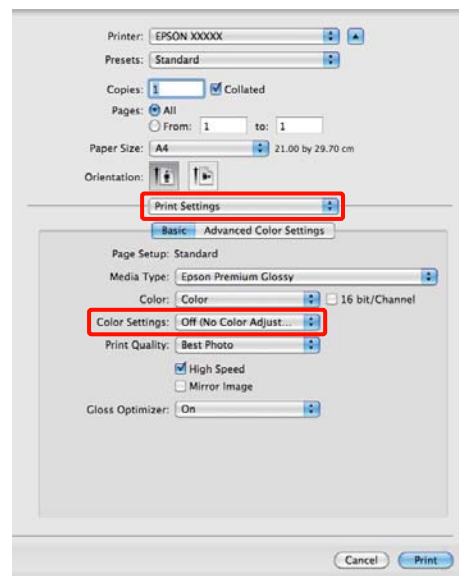 Printer: EPSON XXXXX
Presets: Standard
Copies: 1 Collated
Pages: All
From: 1 to: 1
Paper Size: A4 21.00 by 29.70 cm
Orientation:
Print Settings
Basic Advanced Color Settings
Page Setup: Standard
Media Type: Epson Premium Glossy
Color: Color 16 bit/Channel
Color Settings: Off (No Color Adjust...
Print Quality: Best Photo
High Speed
Mirror Image
Gloss Optimizer: On
Cancel Print